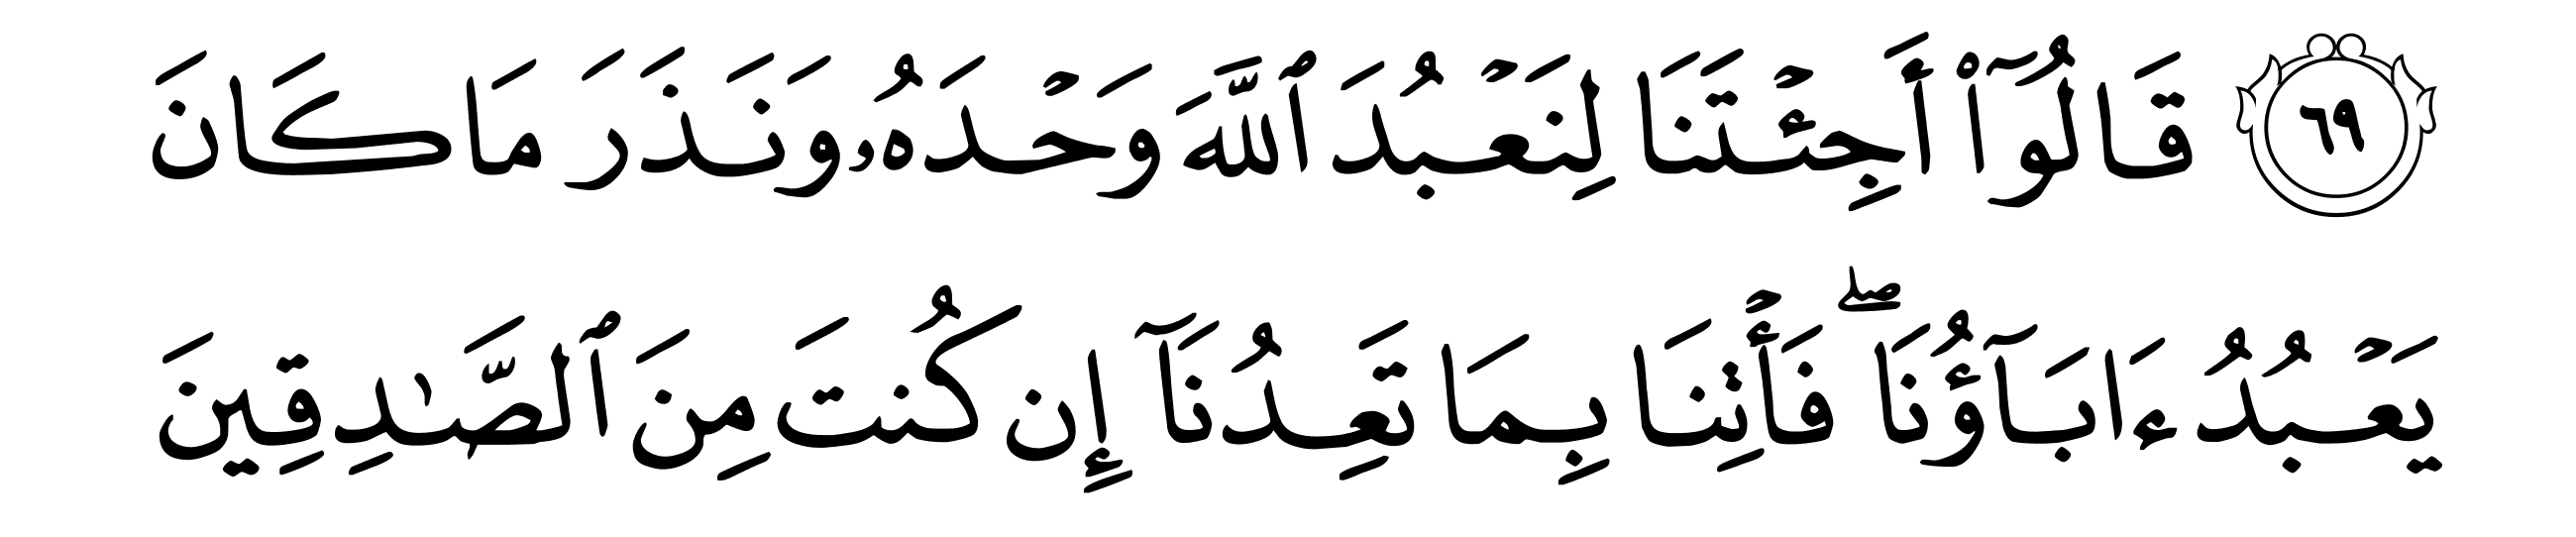 ٦٩ قَالُوٓا۟ أَجِئْتَنَا لِنَعْبُدَ ٱللَّهَ وَحْدَهُۥ وَنَذَرَ مَا كَانَ
يَعْبُدُ ءَابَآؤُنَا ۖ فَأْتِنَا بِمَا تَعِدُنَآ إِن كُنتَ مِنَ ٱلصَّـٰدِقِينَ